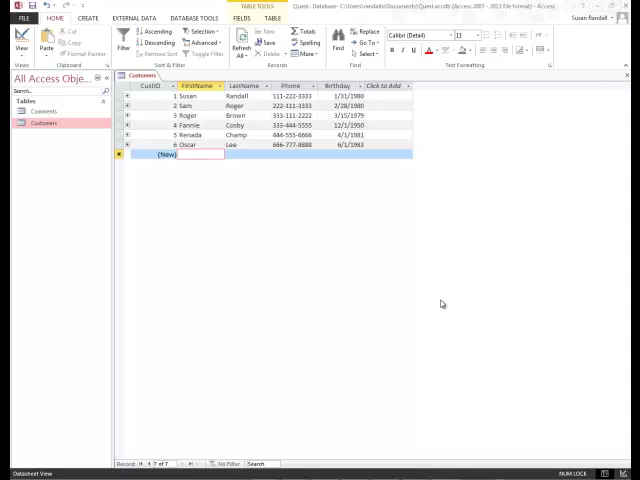 TABLE TOOLS
Quest : Database- C:\Users\randalls\Documents\Quest.accdb (Access 2007 - 2013 file format) - Access
FILE HOME CREATE EXTERNAL DATA DATABASE TOOLS FIELDS TABLE Susan Randall
View Paste Cut Copy Format Painter
Filter Ascending Descending Remove Sort Selection Advanced Toggle Filter
Refresh All New Save Delete Totals Spelling More
Find Replace Go To Select
Calibri (Detail) 11
B I U A
Views Clipboard Sort & Filter Records Find Text Formatting
All Access Obje...
Search...
Tables
Comments
Customers
Customers
CustID FirstName LastName Phone Birthday Click to Add
1 Susan Randall 111-222-3333 1/31/1980
2 Sam Roger 222-111-3333 2/28/1980
3 Roger Brown 333-111-2222 3/15/1979
4 Fannie Cosby 333-444-5555 12/1/1950
5 Renada Champ 444-555-6666 4/1/1981
6 Oscar Lee 666-777-8888 6/1/1983
(New)
Record: 7 of 7 No Filter Search
Datasheet View NUM LOCK